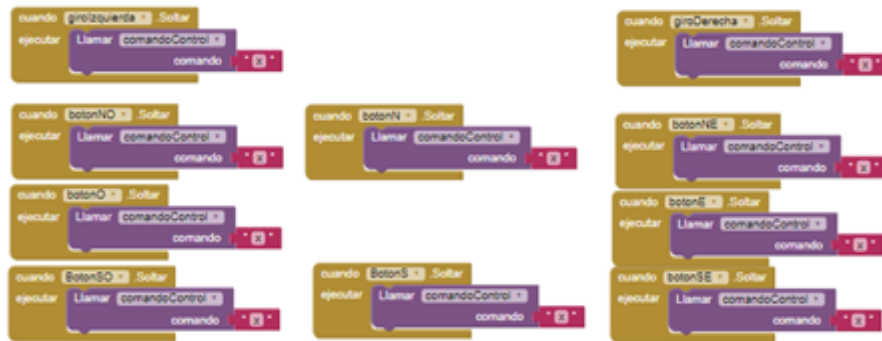 cuando giroIzquierda .Soltar
ejecutar Llamar comandoControl
comando " x "
cuando giroDerecha .Soltar
ejecutar Llamar comandoControl
comando " x "
cuando botonNO .Soltar
ejecutar Llamar comandoControl
comando " x "
cuando botonN .Soltar
ejecutar Llamar comandoControl
comando " x "
cuando botonNE .Soltar
ejecutar Llamar comandoControl
comando " x "
cuando botonO .Soltar
ejecutar Llamar comandoControl
comando " x "
cuando botonE .Soltar
ejecutar Llamar comandoControl
comando " x "
cuando BotonSO .Soltar
ejecutar Llamar comandoControl
comando " x "
cuando BotonS .Soltar
ejecutar Llamar comandoControl
comando " x "
cuando botonSE .Soltar
ejecutar Llamar comandoControl
comando " x "